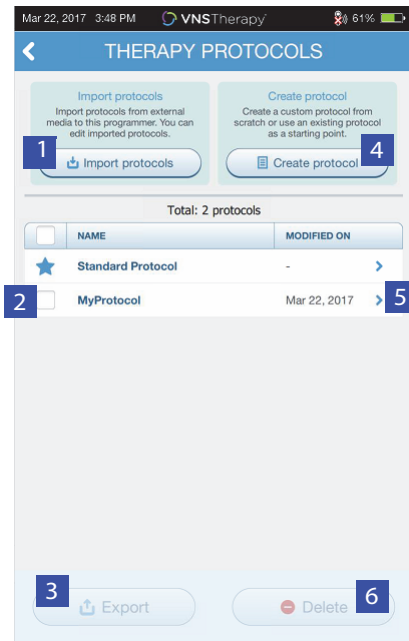 Mar 22, 2017 3:48 PM VNSTherapy 61%
THERAPY PROTOCOLS
Import protocols
Import protocols from external
media to this programmer. You can
edit imported protocols.
1 Import protocols
Create protocol
Create a custom protocol from
scratch or use an existing protocol
as a starting point.
Create protocol 4
Total: 2 protocols
NAME MODIFIED ON
Standard Protocol -
2 MyProtocol Mar 22, 2017 5
3 Export
Delete 6